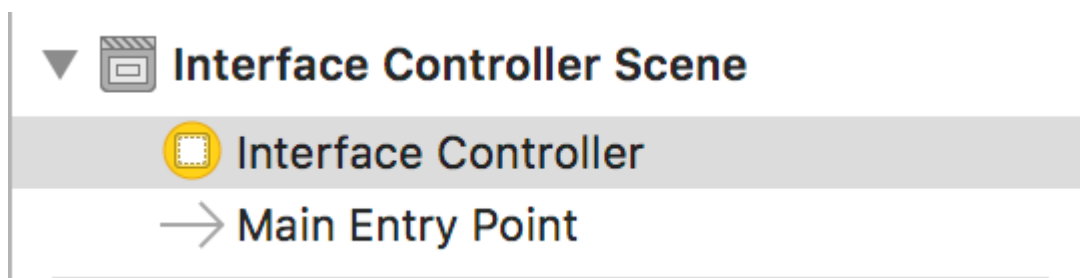 Interface Controller Scene
Interface Controller
Main Entry Point